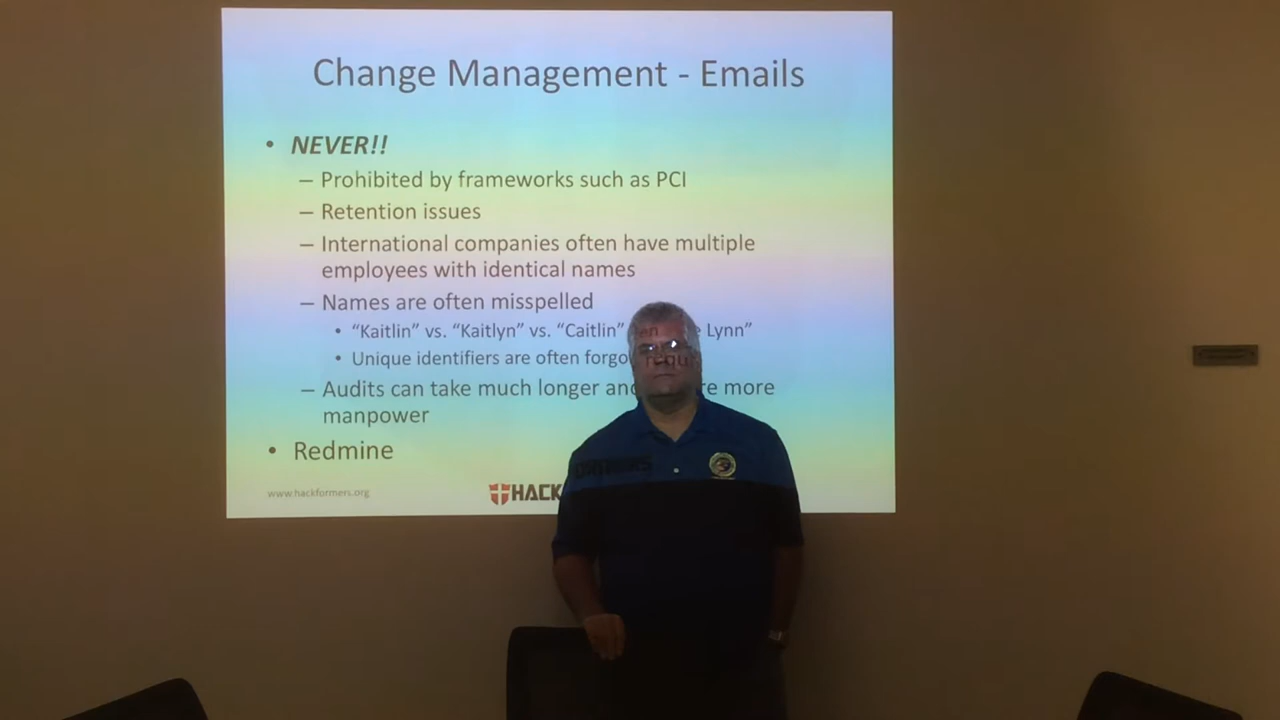 Change Management - Emails
• NEVER!!
– Prohibited by frameworks such as PCI
– Retention issues
– International companies often have multiple
employees with identical names
– Names are often misspelled
• “Kaitlin” vs. “Kaitlyn” vs. “Caitlin” Lynn”
• Unique identifiers are often
– Audits can take much longer and more
manpower
• Redmine
www.hackformers.org
HACK